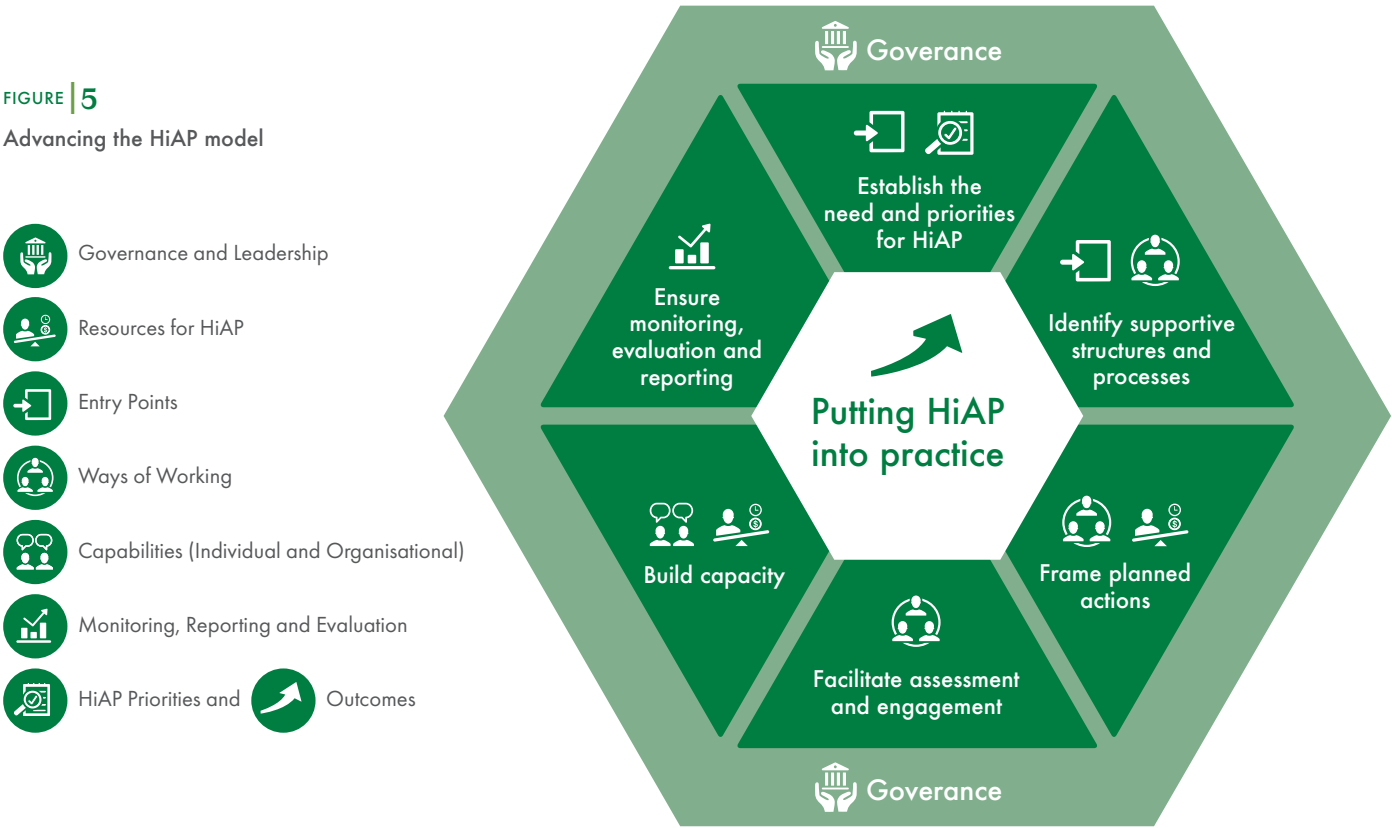 FIGURE 5
Advancing the HiAP model
Governance and Leadership
Resources for HiAP
Entry Points
Ways of Working
Capabilities (Individual and Organisational)
Monitoring, Reporting and Evaluation
HiAP Priorities and Outcomes
Goverance
Establish the
need and priorities
for HiAP
Identify supportive
structures and
processes
Frame planned
actions
Facilitate assessment
and engagement
Build capacity
Ensure
monitoring,
evaluation and
reporting
Putting HiAP
into practice
Goverance